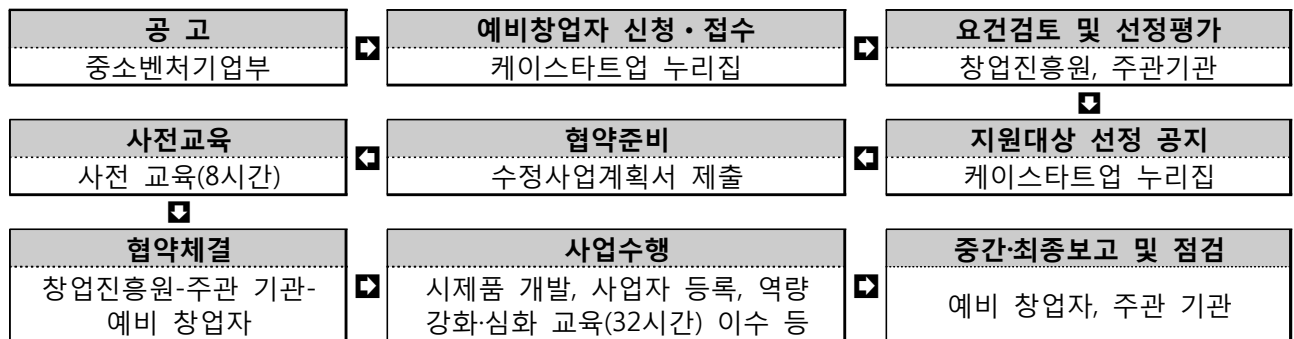 공 고
중소벤처기업부
예비창업자 신청・접수
케이스타트업 누리집
요건검토 및 선정평가
창업진흥원, 주관기관
지원대상 선정 공지
케이스타트업 누리집
협약준비
수정사업계획서 제출
사전교육
사전 교육(8시간)
협약체결
창업진흥원-주관 기관-
예비 창업자
사업수행
시제품 개발, 사업자 등록, 역량
강화·심화 교육(32시간) 이수 등
중간·최종보고 및 점검
예비 창업자, 주관 기관